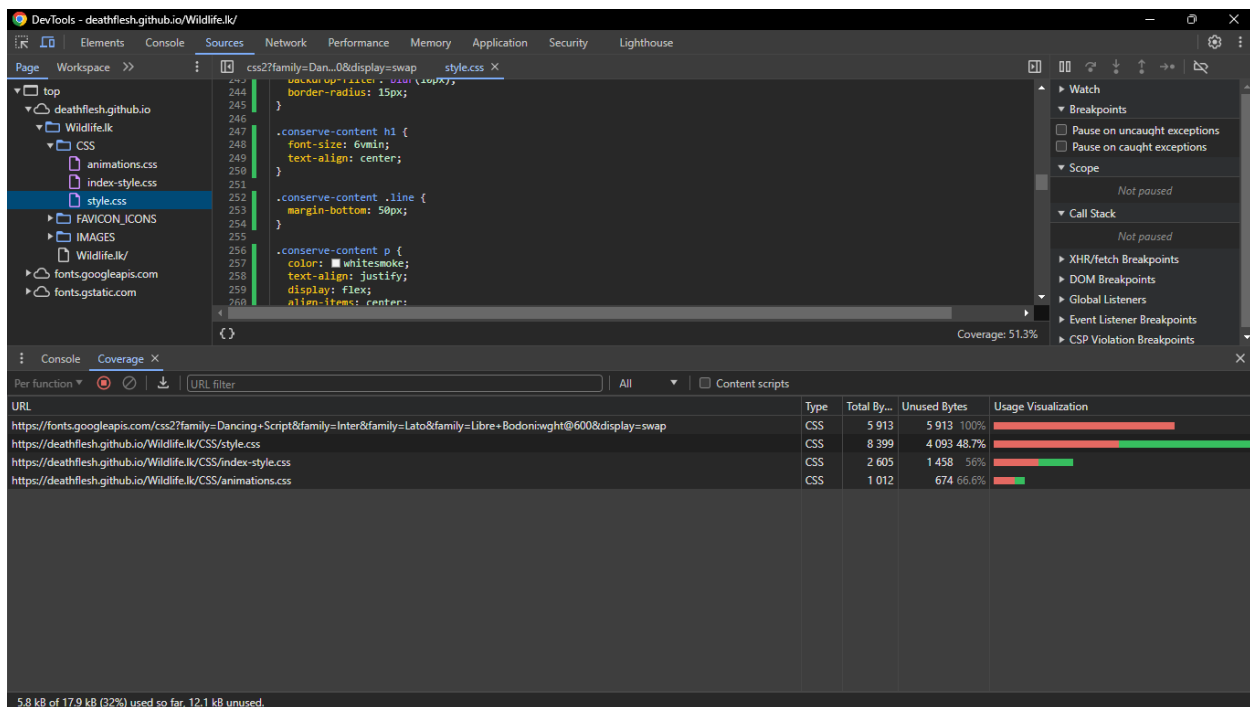 DevTools - deathflesh.github.io/Wildlife.lk/
Elements Console Sources Network Performance Memory Application Security Lighthouse
Page Workspace
css2?family=Dan...0&display=swap style.css
top
deathflesh.github.io
Wildlife.lk
CSS
animations.css
index-style.css
style.css
FAVICON_ICONS
IMAGES
Wildlife.lk/
fonts.googleapis.com
fonts.gstatic.com
243 backdrop-filter: blur(10px);
244 border-radius: 15px;
245 }
246
247 .conserve-content h1 {
248 font-size: 6vmin;
249 text-align: center;
250 }
251
252 .conserve-content .line {
253 margin-bottom: 50px;
254 }
255
256 .conserve-content p {
257 color: whitesmoke;
258 text-align: justify;
259 display: flex;
260 align-items: center;
{} Coverage: 51.3%
Watch
Breakpoints
Pause on uncaught exceptions
Pause on caught exceptions
Scope
Not paused
Call Stack
Not paused
XHR/fetch Breakpoints
DOM Breakpoints
Global Listeners
Event Listener Breakpoints
CSP Violation Breakpoints
Console Coverage
Per function URL filter All Content scripts
URL Type Total By... Unused Bytes Usage Visualization
https://fonts.googleapis.com/css2?family=Dancing+Script&family=Inter&family=Lato&family=Libre+Bodoni:wght@600&display=swap CSS 5 913 5 913 100%
https://deathflesh.github.io/Wildlife.lk/CSS/style.css CSS 8 399 4 093 48.7%
https://deathflesh.github.io/Wildlife.lk/CSS/index-style.css CSS 2 605 1 458 56%
https://deathflesh.github.io/Wildlife.lk/CSS/animations.css CSS 1 012 674 66.6%
5.8 kB of 17.9 kB (32%) used so far, 12.1 kB unused.